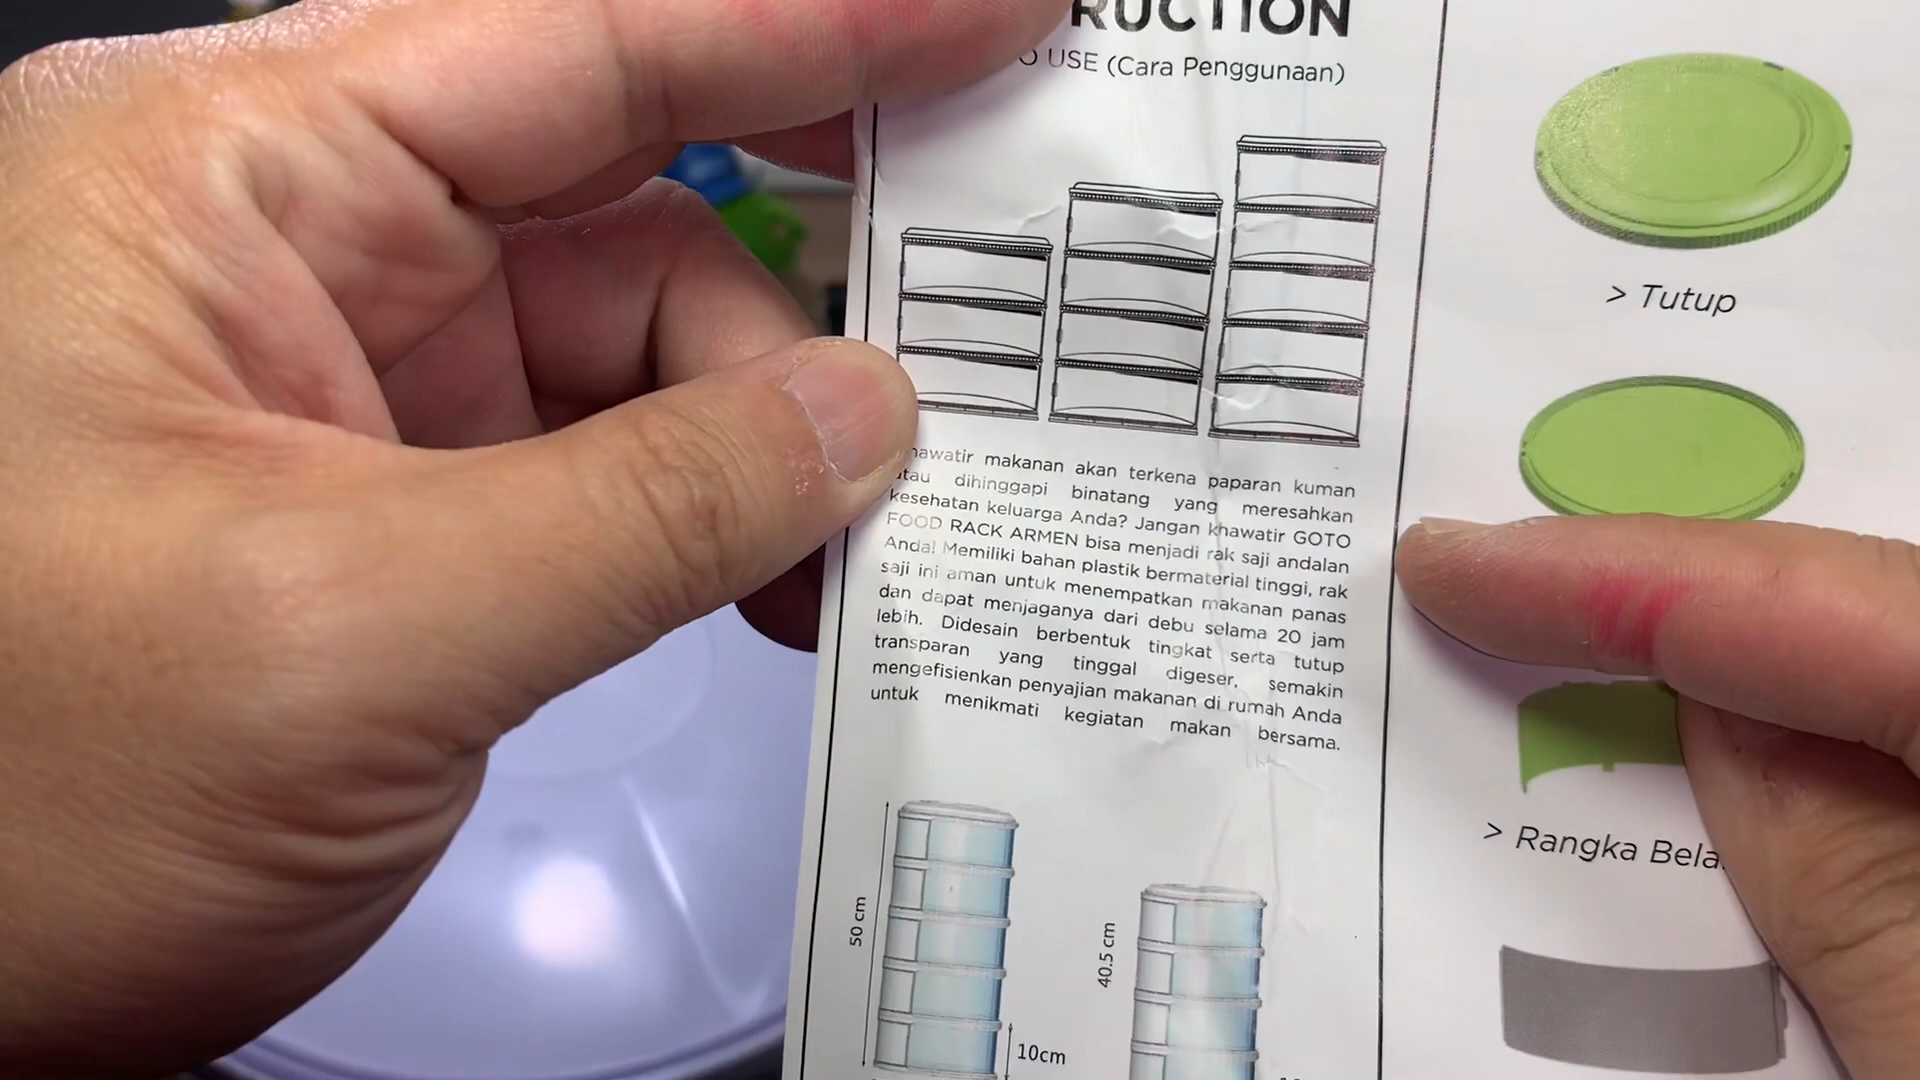 RUCTION
O USE (Cara Penggunaan)
hawatir makanan akan terkena paparan kuman
atau dihinggapi binatang yang meresahkan
kesehatan keluarga Anda? Jangan khawatir GOTO
FOOD RACK ARMEN bisa menjadi rak saji andalan
Anda! Memiliki bahan plastik bermaterial tinggi, rak
saji ini aman untuk menempatkan makanan panas
dan dapat menjaganya dari debu selama 20 jam
lebih. Didesain berbentuk tingkat serta tutup
transparan yang tinggal digeser, semakin
mengefisienkan penyajian makanan di rumah Anda
untuk menikmati kegiatan makan bersama.
50 cm
10cm
40.5 cm
> Tutup
> Rangka Bela